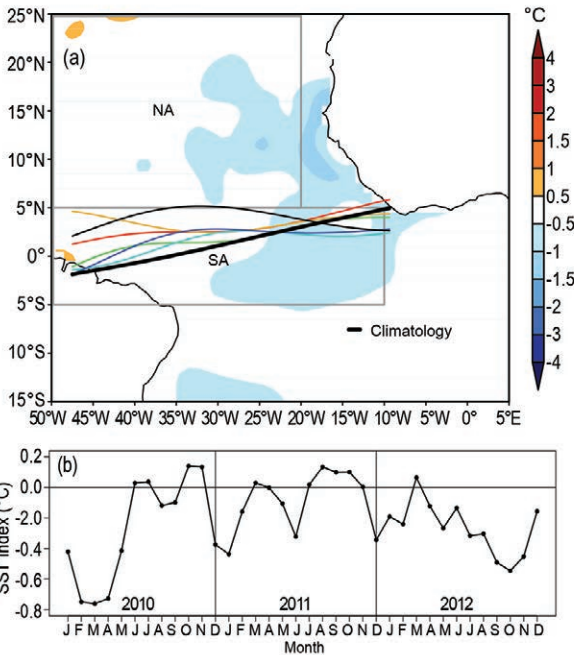 °C
25°N
20°N
15°N
10°N
5°N
0°
5°S
10°S
15°S
(a)
NA
SA
Climatology
50°W 45°W 40°W 35°W 30°W 25°W 20°W 15°W 10°W 5°W 0° 5°E
4
3
2
1.5
1
0.5
-0.5
-1
-1.5
-2
-3
-4
(b)
SST Index (°C)
0.2
0.0
-2.0
-0.4
-0.6
-0.8
2010 2011 2012
J F M A M J J A S O N D J F M A M J J A S O N D J F M A M J J A S O N D
Month